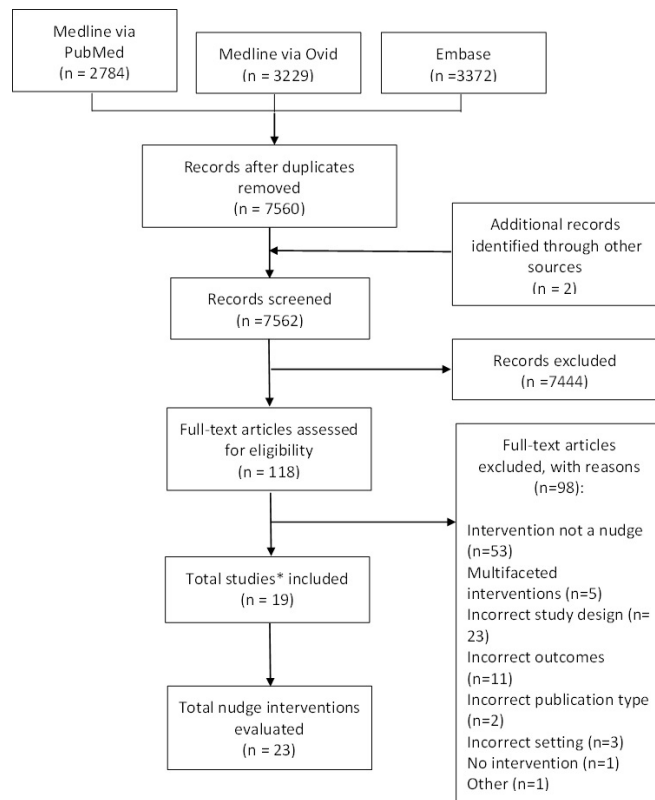 Medline via
PubMed
(n = 2784)
Medline via Ovid
(n = 3229)
Embase
(n =3372)
Records after duplicates
removed
(n = 7560)
Additional records
identified through other
sources
(n = 2)
Records screened
(n =7562)
Records excluded
(n =7444)
Full-text articles assessed
for eligibility
(n = 118)
Full-text articles
excluded, with reasons
(n=98):
Intervention not a nudge
(n=53)
Multifaceted
interventions (n=5)
Incorrect study design (n=
23)
Incorrect outcomes
(n=11)
Incorrect publication type
(n=2)
Incorrect setting (n=3)
No intervention (n=1)
Other (n=1)
Total studies* included
(n = 19)
Total nudge interventions
evaluated
(n = 23)